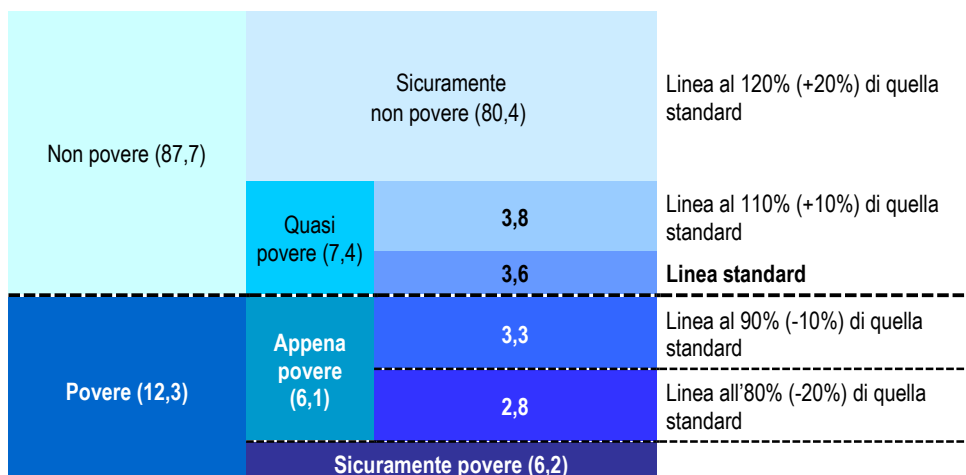 Non povere (87,7)
Sicuramente
non povere (80,4)
Linea al 120% (+20%) di quella
standard
Quasi
povere (7,4)
3,8
Linea al 110% (+10%) di quella
standard
3,6
Linea standard
Povere (12,3)
Appena
povere
(6,1)
3,3
Linea al 90% (-10%) di quella
standard
2,8
Linea all'80% (-20%) di quella
standard
Sicuramente povere (6,2)